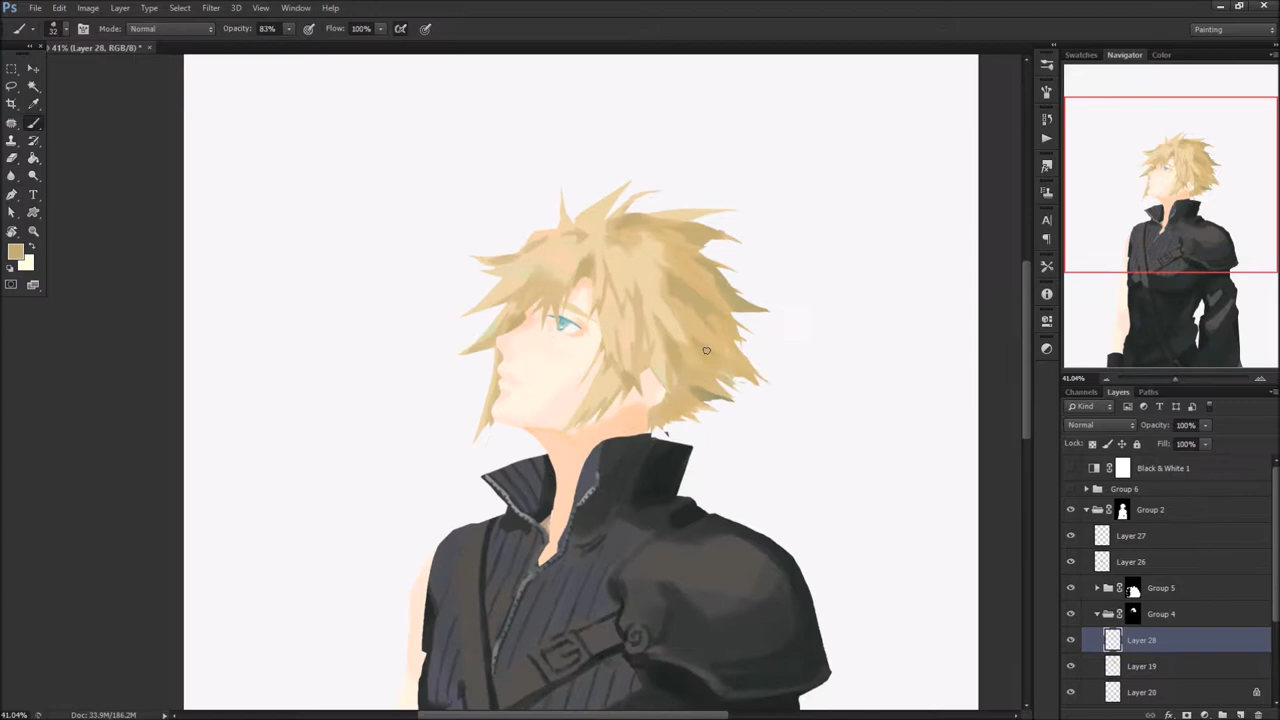 Ps File Edit Image Layer Type Select Filter 3D View Window Help
32 Mode: Normal Opacity: 83% Flow: 100% Painting
41% (Layer 28, RGB/8) * ×
Swatches Navigator Color
41.04%
Channels Layers Paths
Kind
Normal Opacity: 100%
Lock: Fill: 100%
Black & White 1
Group 6
Group 2
Layer 27
Layer 26
Group 5
Group 4
Layer 28
Layer 19
Layer 20
41.04% Doc: 33.9M/186.2M